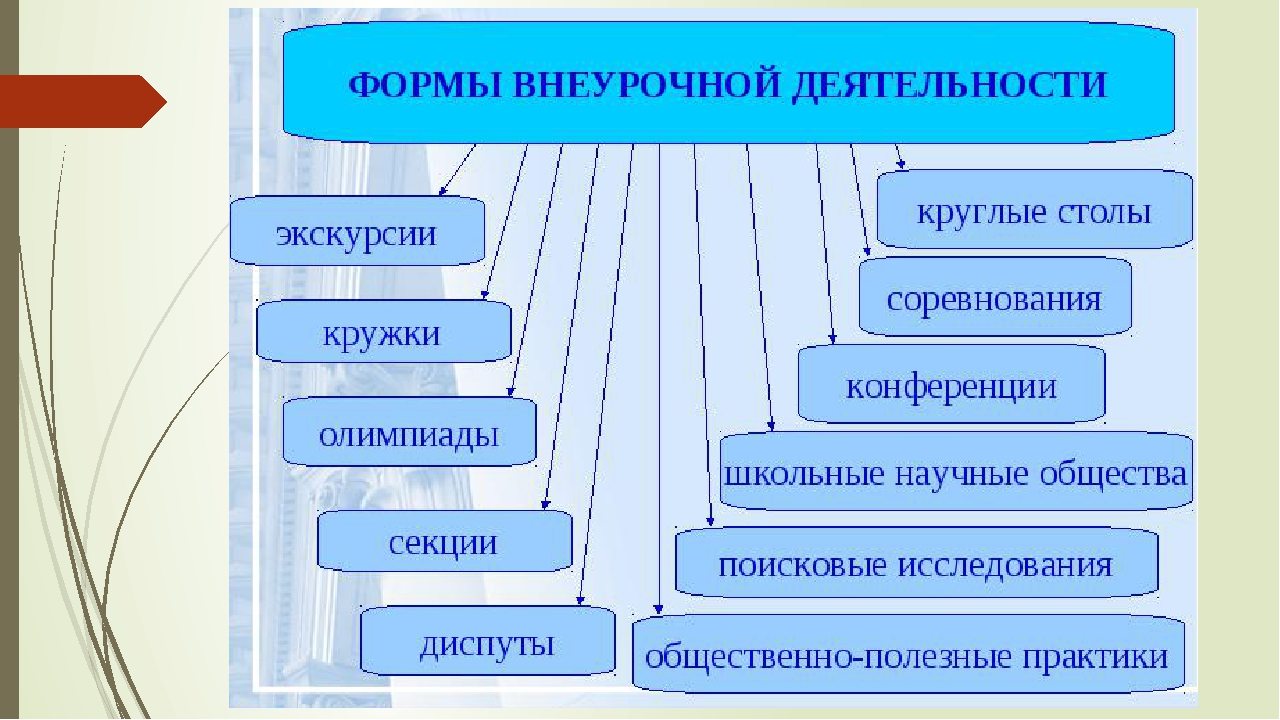 ФОРМЫ ВНЕУРОЧНОЙ ДЕЯТЕЛЬНОСТИ
экскурсии
кружки
олимпиады
секции
диспуты
круглые столы
соревнования
конференции
школьные научные общества
поисковые исследования
общественно-полезные практики